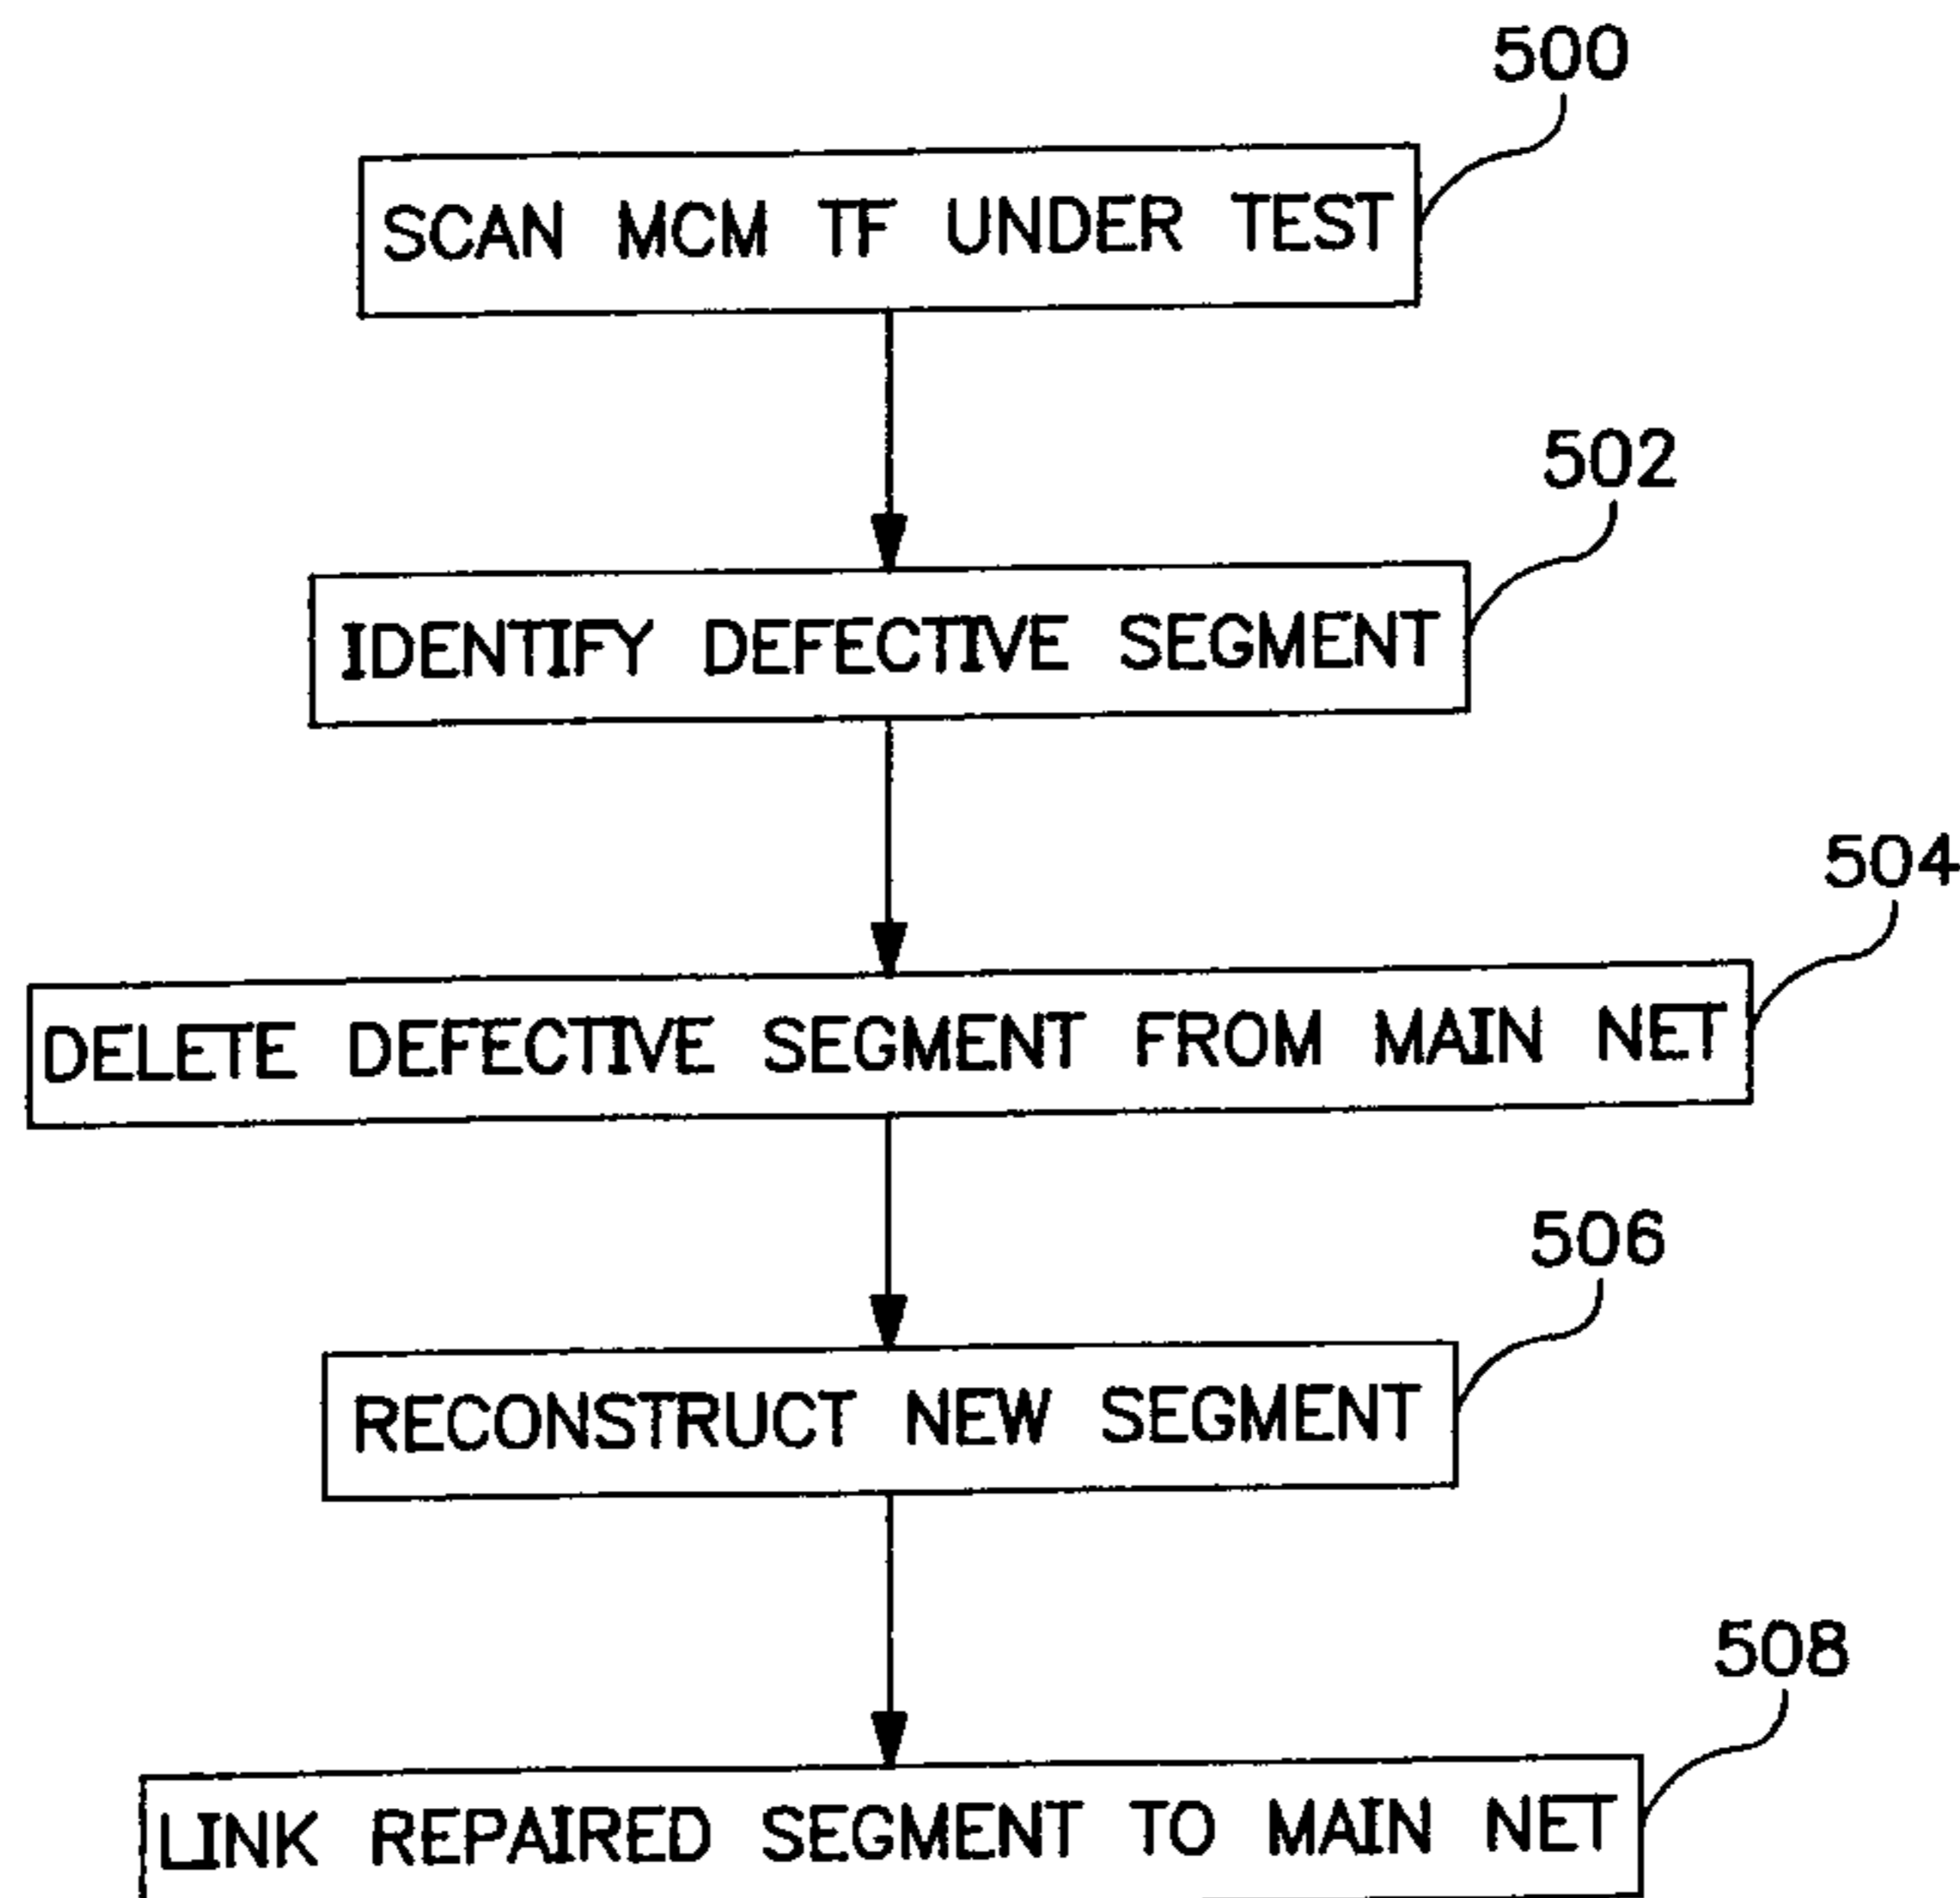 500
SCAN MCM TF UNDER TEST
502
IDENTIFY DEFECTIVE SEGMENT
504
DELETE DEFECTIVE SEGMENT FROM MAIN NET
506
RECONSTRUCT NEW SEGMENT
508
LINK REPAIRED SEGMENT TO MAIN NET